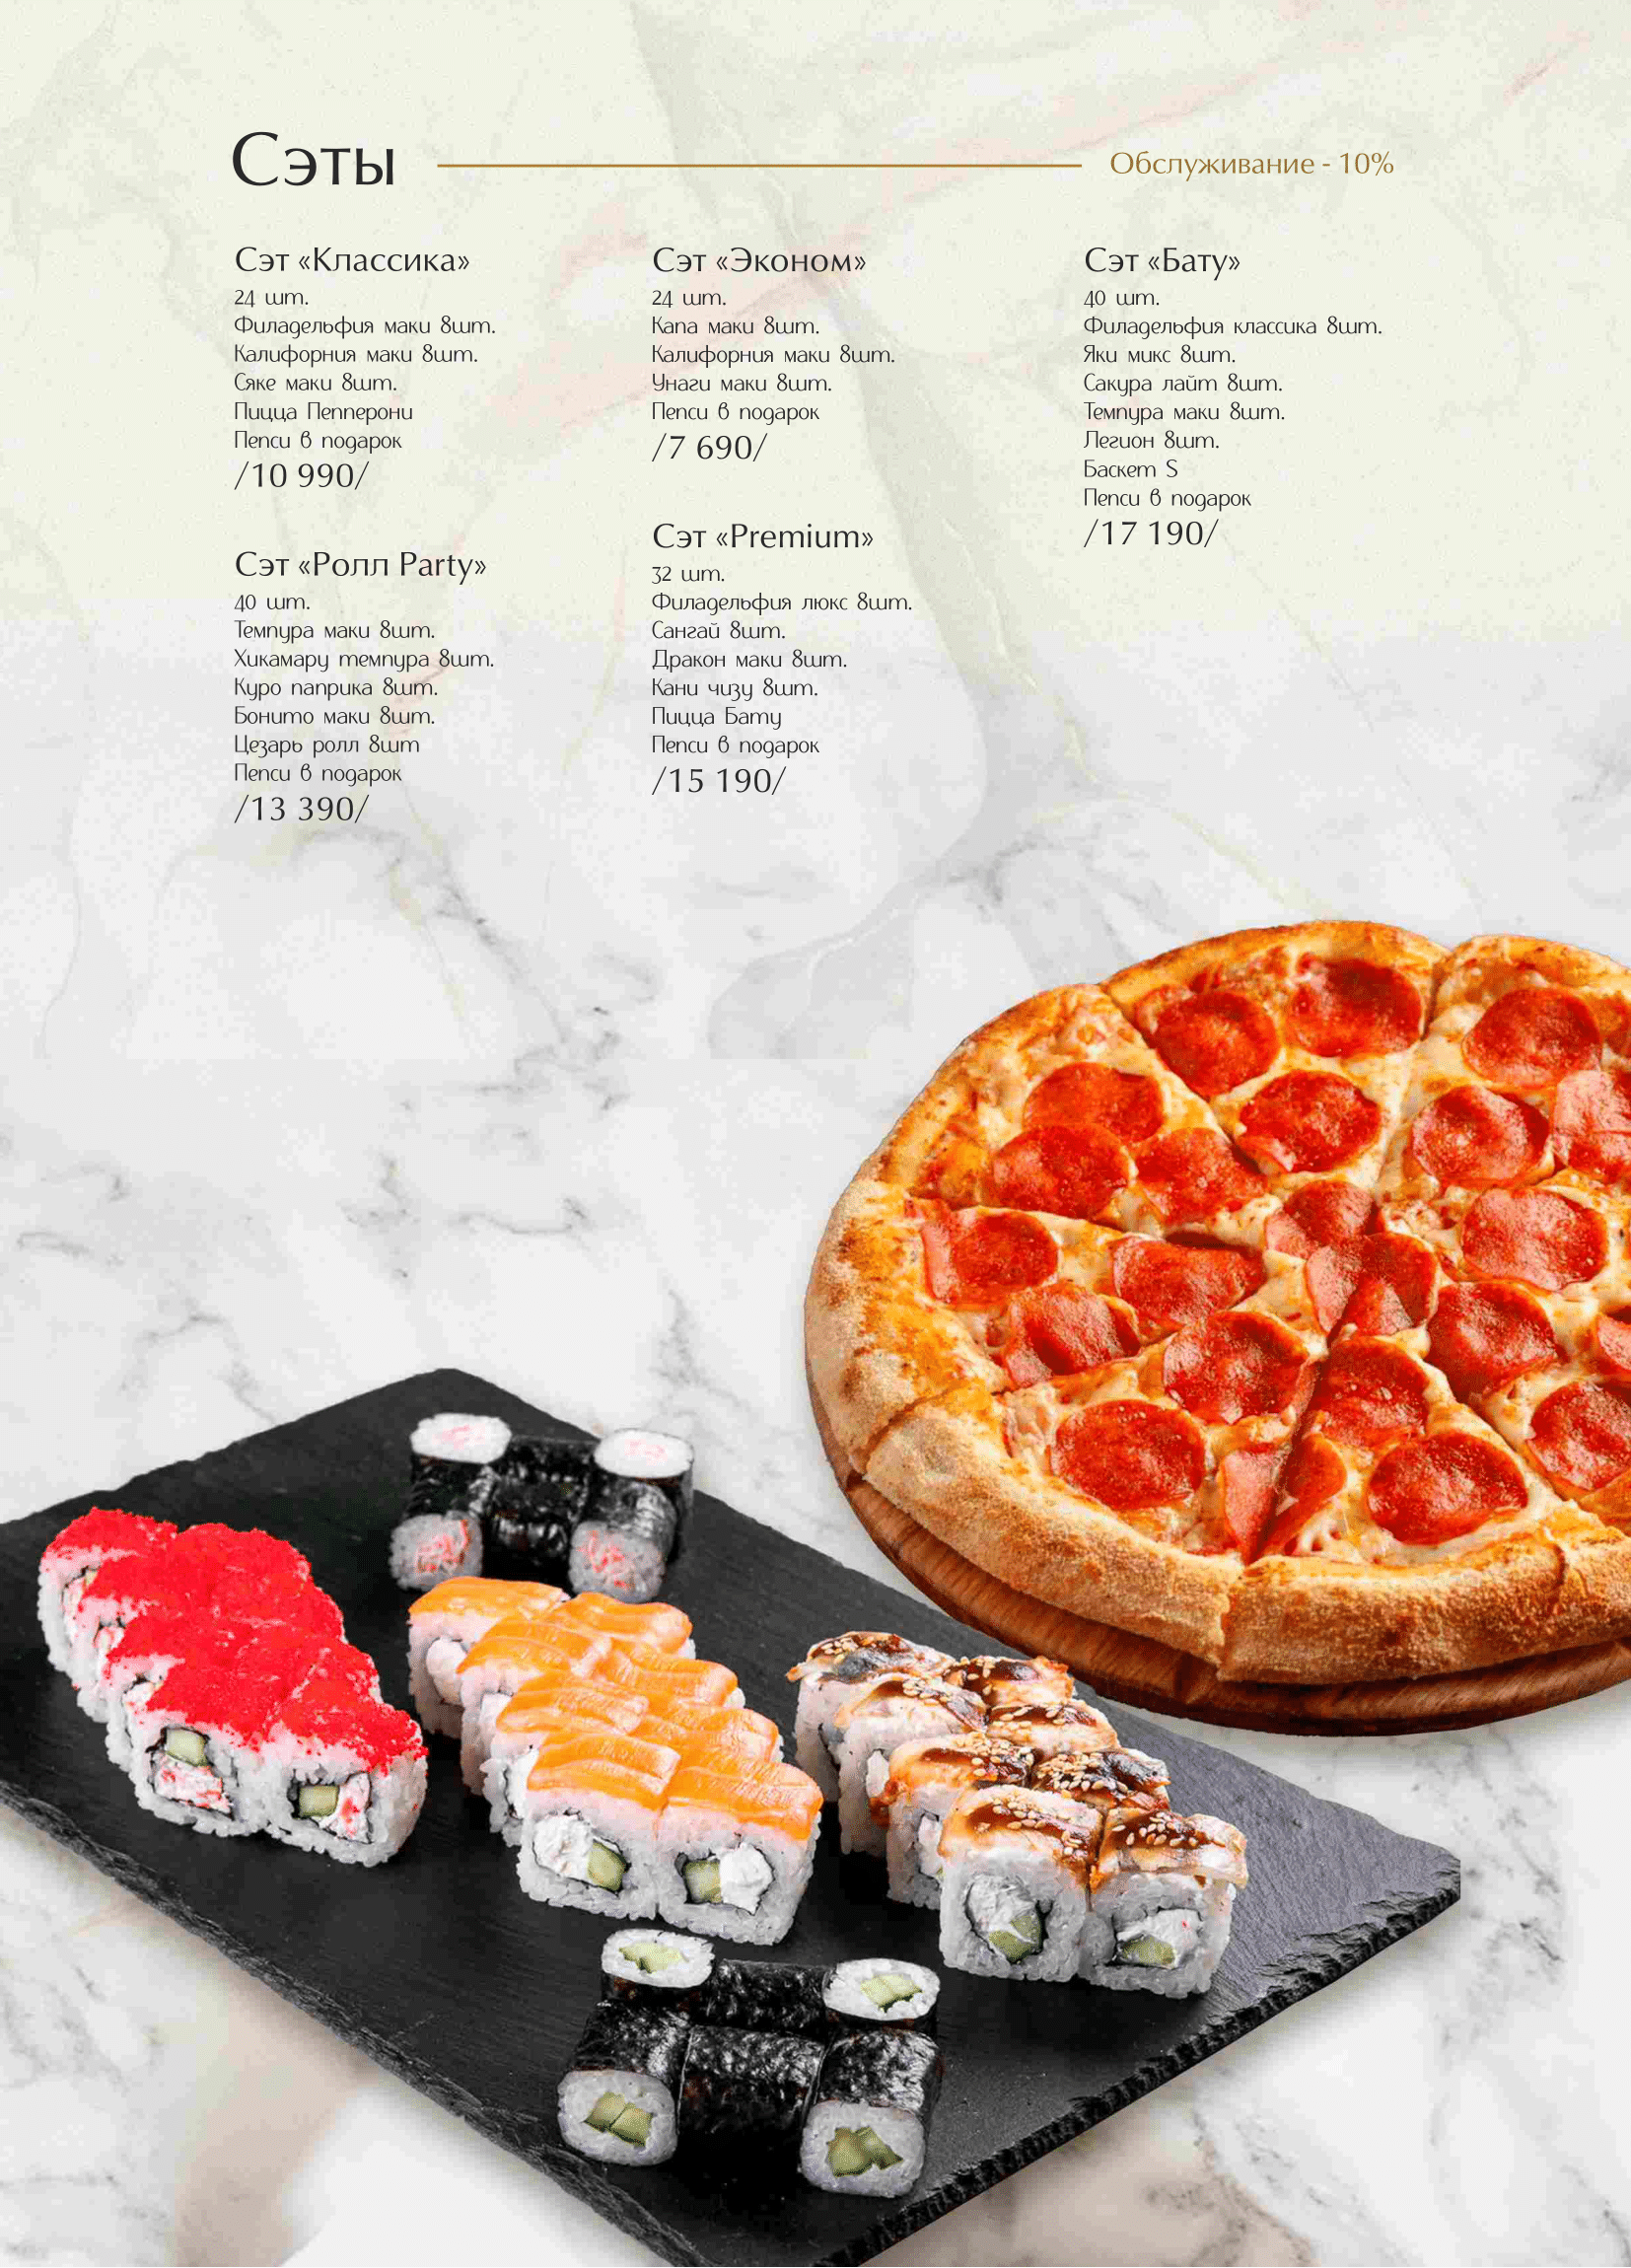 Сэты
Обслуживание - 10%
Сэт «Классика»
24 шт.
Филадельфия маки 8шт.
Калифорния маки 8шт.
Сяке маки 8шт.
Пицца Пепперони
Пепси в подарок
/10 990/
Сэт «Ролл Party»
40 шт.
Темпура маки 8шт.
Хикамару темпура 8шт.
Куро паприка 8шт.
Бонито маки 8шт.
Цезарь ролл 8шт
Пепси в подарок
/13 390/
Сэт «Эконом»
24 шт.
Капа маки 8шт.
Калифорния маки 8шт.
Унаги маки 8шт.
Пепси в подарок
/7 690/
Сэт «Premium»
32 шт.
Филадельфия люкс 8шт.
Сангай 8шт.
Дракон маки 8шт.
Кани чизу 8шт.
Пицца Бату
Пепси в подарок
/15 190/
Сэт «Бату»
40 шт.
Филадельфия классика 8шт.
Яки микс 8шт.
Сакура лайт 8шт.
Темпура маки 8шт.
Легион 8шт.
Баскет S
Пепси в подарок
/17 190/